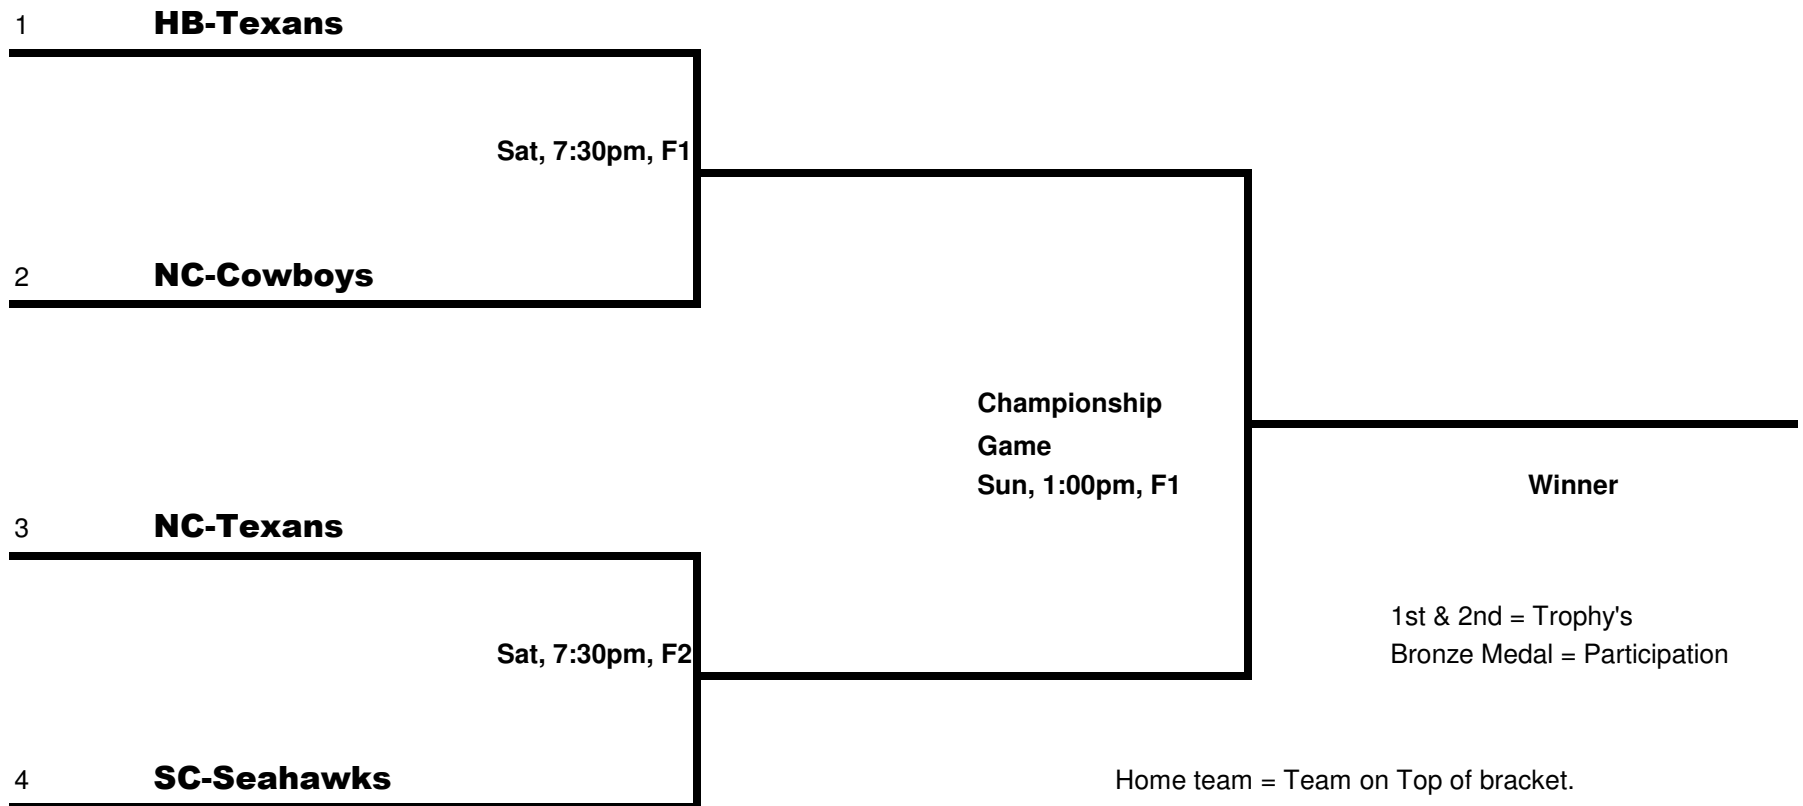 1 HB-Texans
Sat, 7:30pm, F1
2 NC-Cowboys
Championship
Game
Sun, 1:00pm, F1
Winner
3 NC-Texans
1st & 2nd = Trophy's
Sat, 7:30pm, F2
Bronze Medal = Participation
4 SC-Seahawks
Home team = Team on Top of bracket.